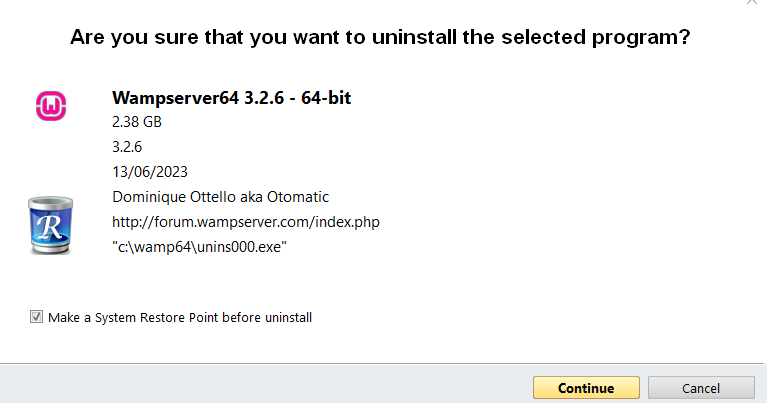 Are you sure that you want to uninstall the selected program?
W
Wampserver64 3.2.6 - 64-bit
2.38 GB
3.2.6
13/06/2023
Dominique Ottello aka Otomatic
R
http://forum.wampserver.com/index.php
"c:\wamp64\unins000.exe"
Make a System Restore Point before uninstall
Continue
Cancel